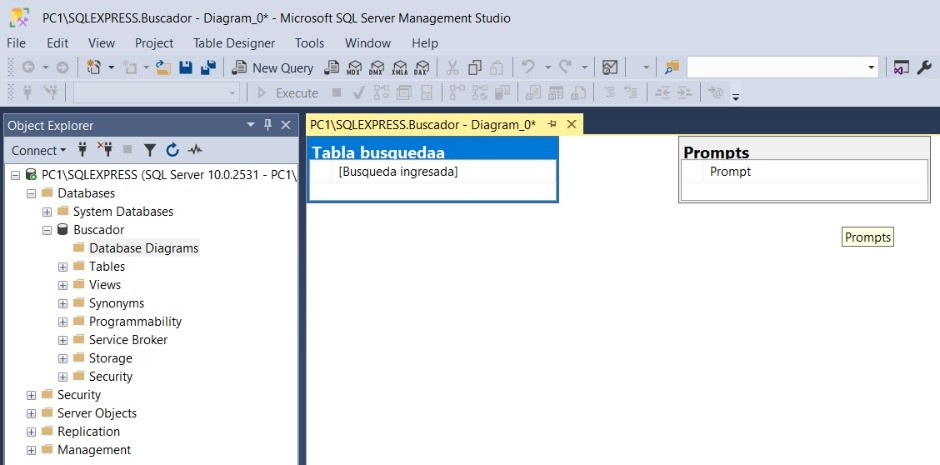 PC1\SQLEXPRESS.Buscador - Diagram_0* - Microsoft SQL Server Management Studio
File Edit View Project Table Designer Tools Window Help
New Query MDX DMX XMLA DAX
Execute
Object Explorer
PC1\SQLEXPRESS.Buscador - Diagram_0*
Connect
PC1\SQLEXPRESS (SQL Server 10.0.2531 - PC1\
Databases
System Databases
Buscador
Database Diagrams
Tables
Views
Synonyms
Programmability
Service Broker
Storage
Security
Security
Server Objects
Replication
Management
Tabla busquedaa
[Busqueda ingresada]
Prompts
Prompt
Prompts